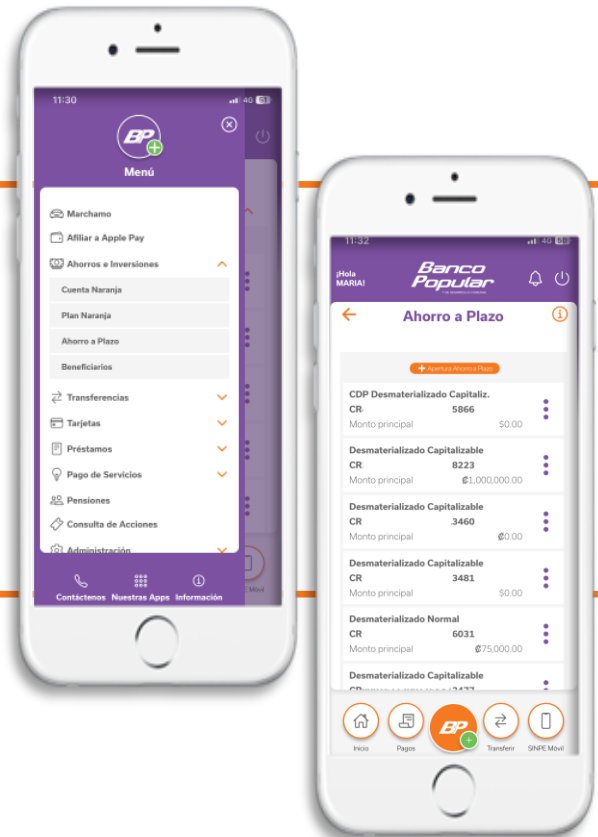 11:30
4G
BP
Menú
Marchamo
Afiliar a Apple Pay
Ahorros e Inversiones
Cuenta Naranja
Plan Naranja
Ahorro a Plazo
Beneficiarios
Transferencias
Tarjetas
Préstamos
Pago de Servicios
Pensiones
Consulta de Acciones
Administración
Contáctenos Nuestras Apps Información
E Móvil
11:32
4G
¡Hola
MARIA!
Banco
Popular
Ahorro a Plazo
+ Apertura Ahorro a Plazo
CDP Desmaterializado Capitaliz.
CR 5866
Monto principal $0.00
Desmaterializado Capitalizable
CR 8223
Monto principal ₡1,000,000.00
Desmaterializado Capitalizable
CR 3460
Monto principal ₡0.00
Desmaterializado Capitalizable
CR 3481
Monto principal $0.00
Desmaterializado Normal
CR 6031
Monto principal ₡75,000.00
Desmaterializado Capitalizable
BP
Inicio Pagos Transferir SINPE Móvil